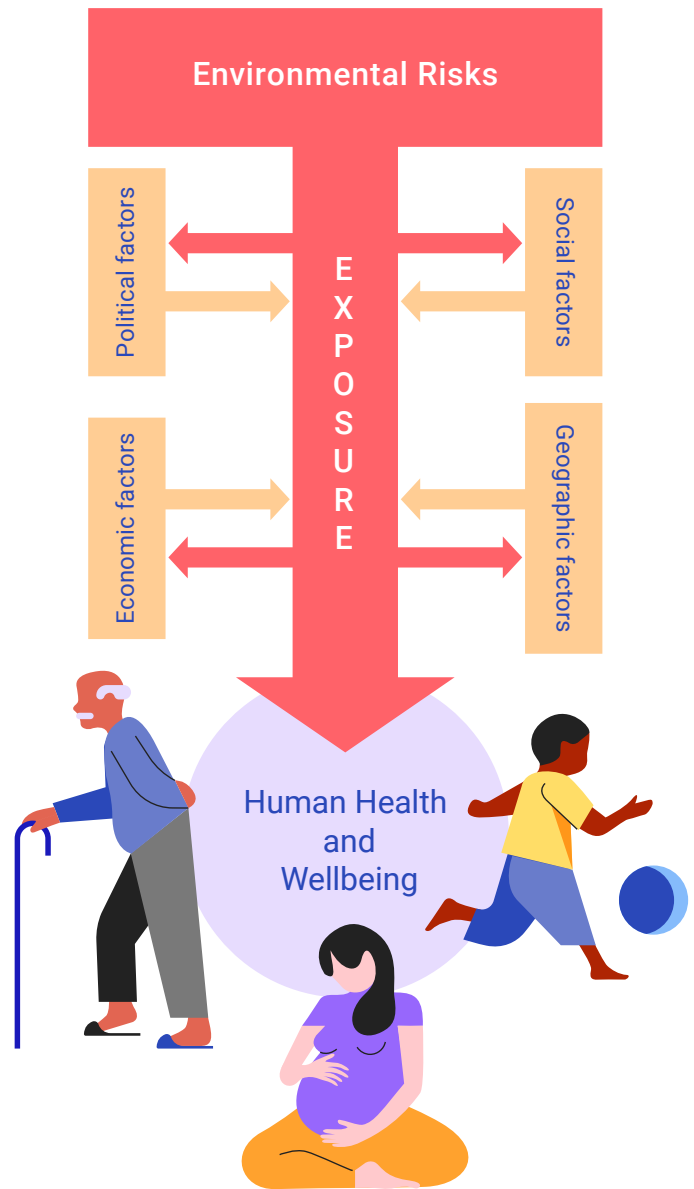 Environmental Risks
Political factors
Social factors
EXPOSURE
Economic factors
Geographic factors
Human Health
and
Wellbeing